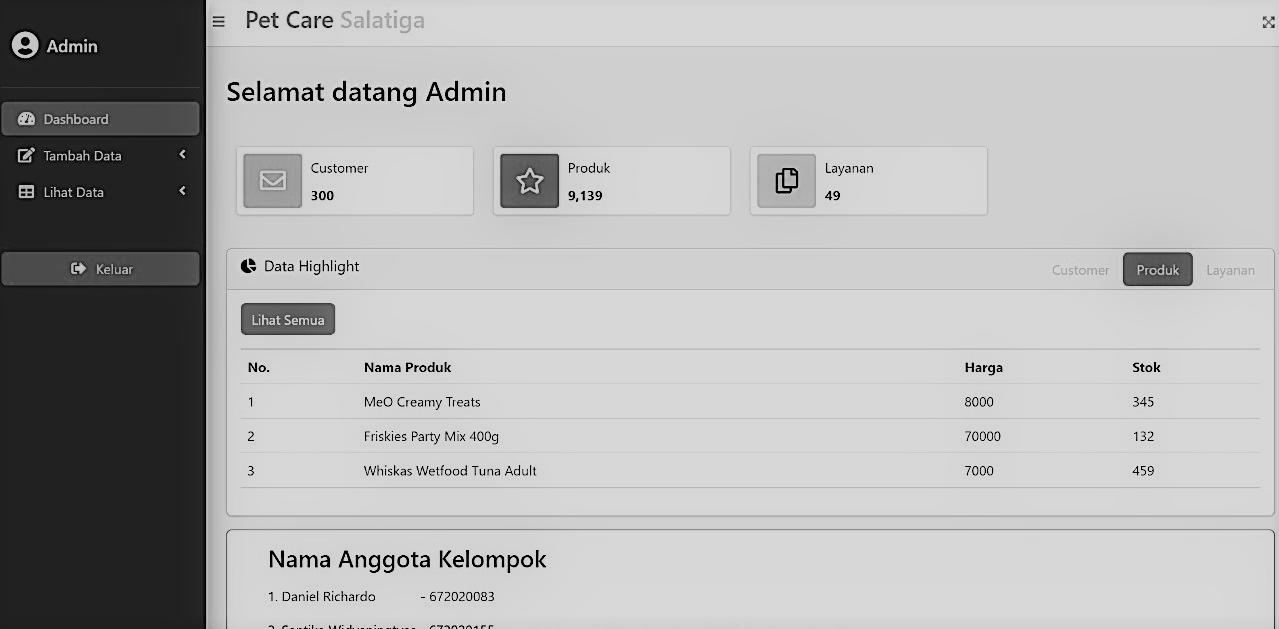 Admin
Dashboard
Tambah Data
Lihat Data
Keluar
Pet Care Salatiga
Selamat datang Admin
Customer
300
Produk
9,139
Layanan
49
Data Highlight
Customer Produk Layanan
Lihat Semua
No. Nama Produk Harga Stok
1 MeO Creamy Treats 8000 345
2 Friskies Party Mix 400g 70000 132
3 Whiskas Wetfood Tuna Adult 7000 459
Nama Anggota Kelompok
1. Daniel Richardo - 672020083